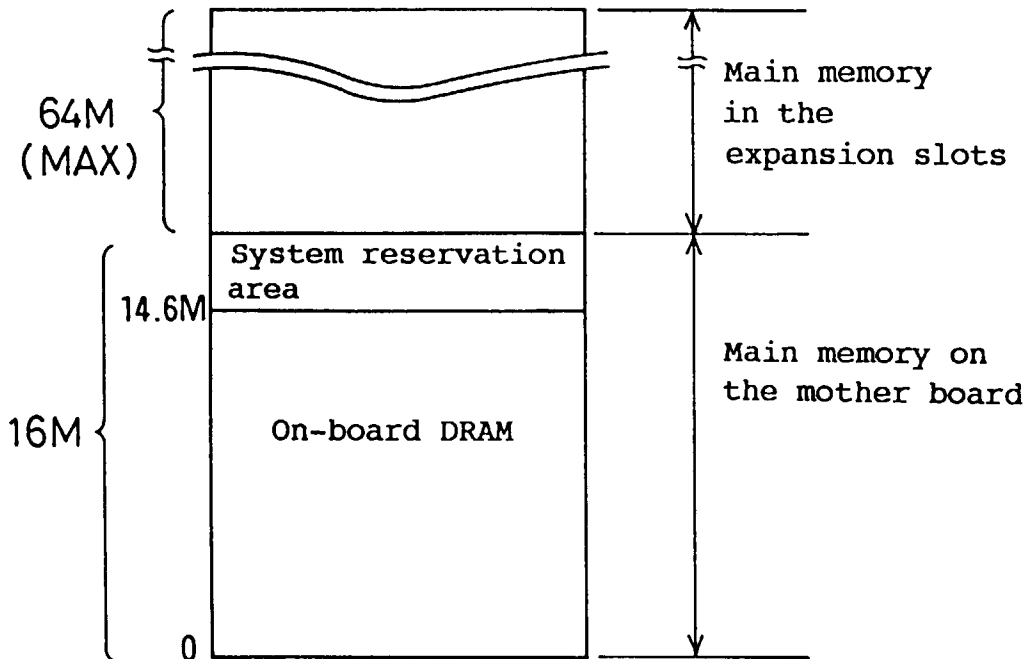 64M
(MAX)
Main memory
in the
expansion slots
System reservation
area
14.6M
Main memory on
the mother board
16M
On-board DRAM
0